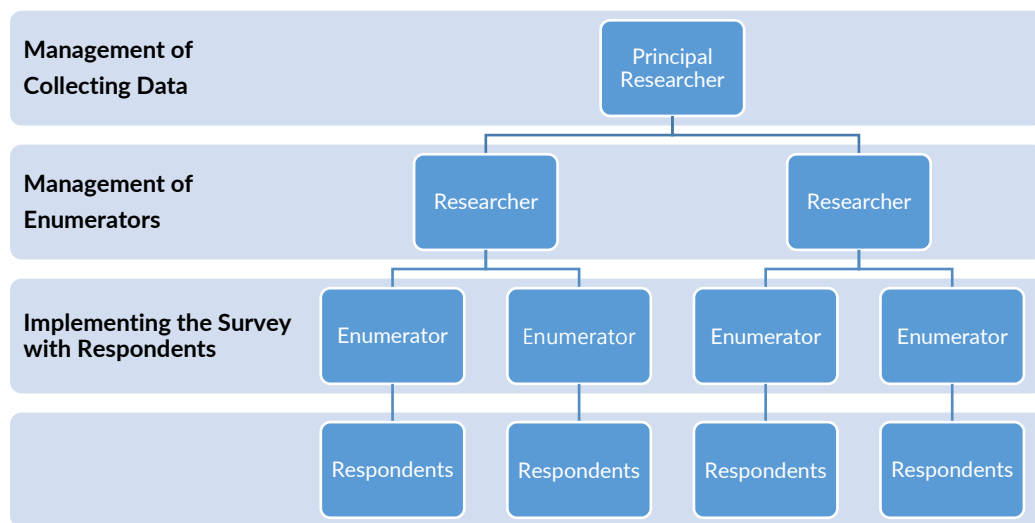 Management of
Collecting Data
Principal
Researcher
Management of
Enumerators
Researcher
Researcher
Implementing the Survey
with Respondents
Enumerator
Enumerator
Enumerator
Enumerator
Respondents
Respondents
Respondents
Respondents